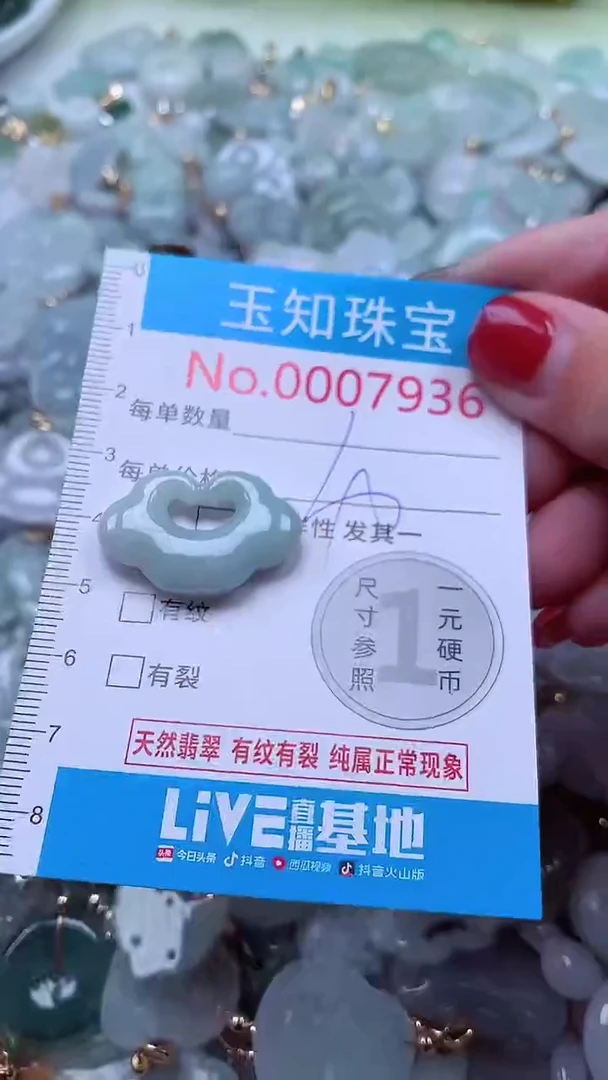 0
玉知珠宝
1
No.0007936
2
每单数量
3
每单价格
4
性 发其一
5
有纹
尺寸参照
1
一元硬币
6
有裂
7
天然翡翠 有纹有裂 纯属正常现象
8
LiVE直播基地
头条 今日头条 抖音 西瓜视频 抖音火山版